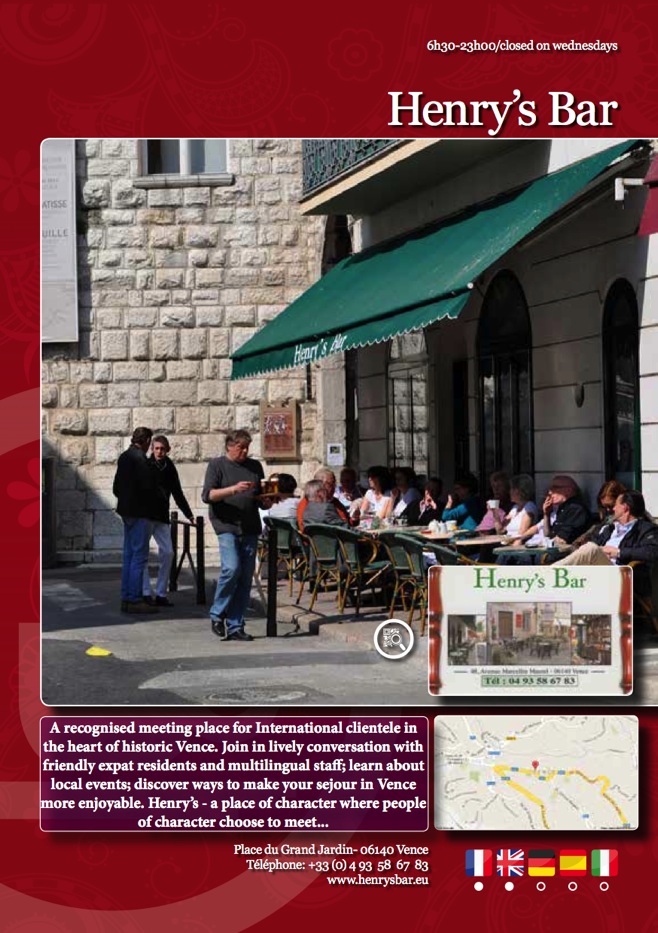 6h30-23h00/closed on wednesdays
Henry's Bar
ATISSE
UILLE
Henry's Bar
Henry's Bar
Marcellin Maurel - 06140 Vence
Tél : 04 93 58 67 83
A recognised meeting place for International clientele in
the heart of historic Vence. Join in lively conversation with
friendly expat residents and multilingual staff; learn about
local events; discover ways to make your sejour in Vence
more enjoyable. Henry's - a place of character where people
of character choose to meet...
Place du Grand Jardin- 06140 Vence
Téléphone: +33 (0) 4 93 58 67 83
www.henrysbar.eu